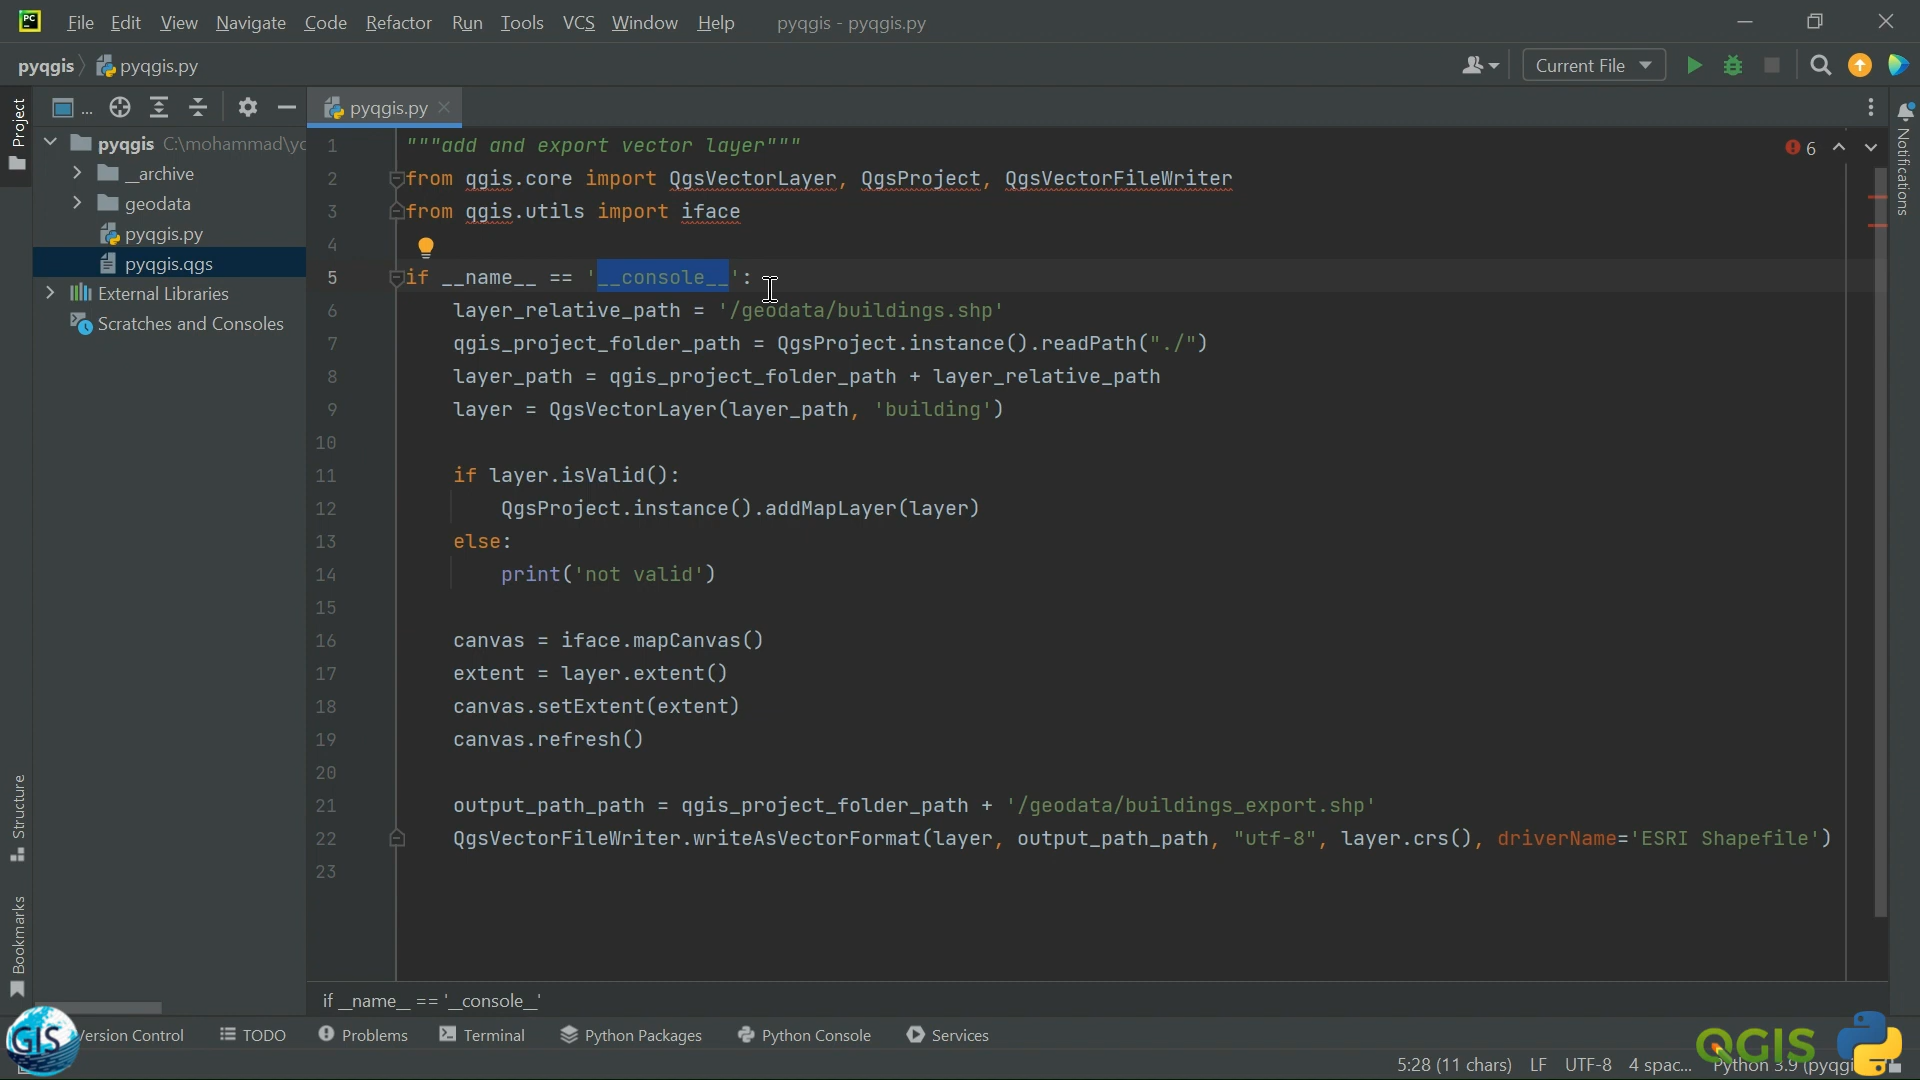 PC File Edit View Navigate Code Refactor Run Tools VCS Window Help pyqgis - pyqgis.py
pyqgis pyqgis.py Current File
Project ... pyqgis.py
pyqgis C:\mohammad\yo
__archive
geodata
pyqgis.py
pyqgis.qgs
External Libraries
Scratches and Consoles
Structure
Bookmarks
Notifications
6
1 """add and export vector layer"""
2 from qgis.core import QgsVectorLayer, QgsProject, QgsVectorFileWriter
3 from qgis.utils import iface
4
5 if __name__ == '__console__':
6 layer_relative_path = '/geodata/buildings.shp'
7 qgis_project_folder_path = QgsProject.instance().readPath("./")
8 layer_path = qgis_project_folder_path + layer_relative_path
9 layer = QgsVectorLayer(layer_path, 'building')
10
11 if layer.isValid():
12 QgsProject.instance().addMapLayer(layer)
13 else:
14 print('not valid')
15
16 canvas = iface.mapCanvas()
17 extent = layer.extent()
18 canvas.setExtent(extent)
19 canvas.refresh()
20
21 output_path_path = qgis_project_folder_path + '/geodata/buildings_export.shp'
22 QgsVectorFileWriter.writeAsVectorFormat(layer, output_path_path, "utf-8", layer.crs(), driverName='ESRI Shapefile')
23
if __name__ == '__console__'
GIS ersion Control TODO Problems Terminal Python Packages Python Console Services
QGIS
5:28 (11 chars) LF UTF-8 4 spac... Python 3.9 (pyqgi